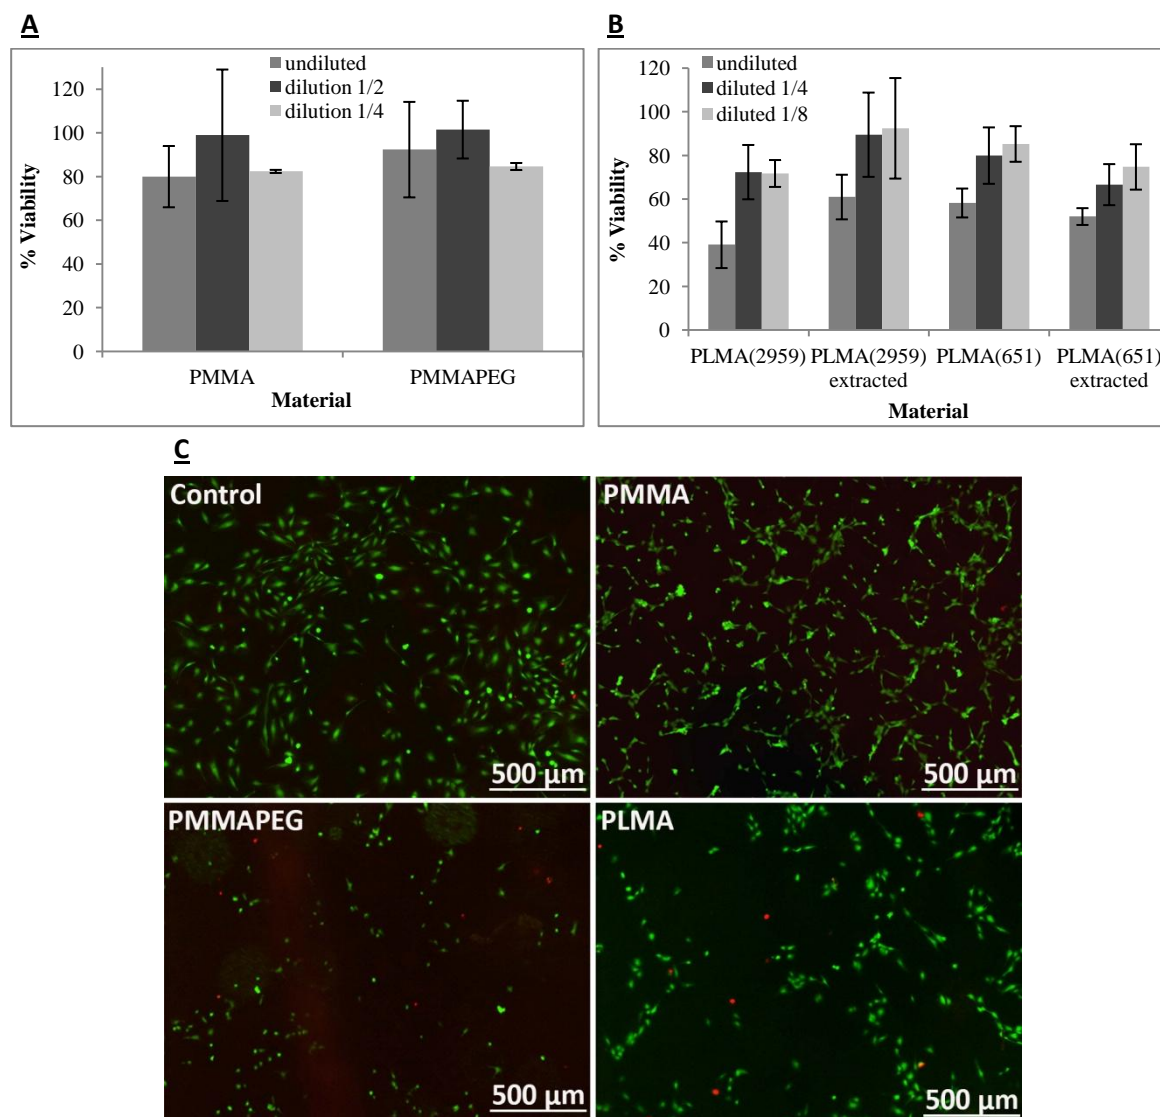 A
% Viability
120
100
80
60
40
20
0
undiluted
dilution 1/2
dilution 1/4
PMMA
PMMAPEG
Material
B
% Viability
120
100
80
60
40
20
0
undiluted
diluted 1/4
diluted 1/8
PLMA(2959) PLMA(2959) PLMA(651) PLMA(651)
extracted extracted
Material
C
Control
500 µm
PMMA
500 µm
PMMAPEG
500 µm
PLMA
500 µm